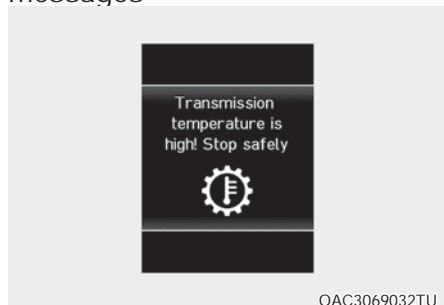 messages
Transmission
temperature is
high! Stop safely
OAC3069032TU